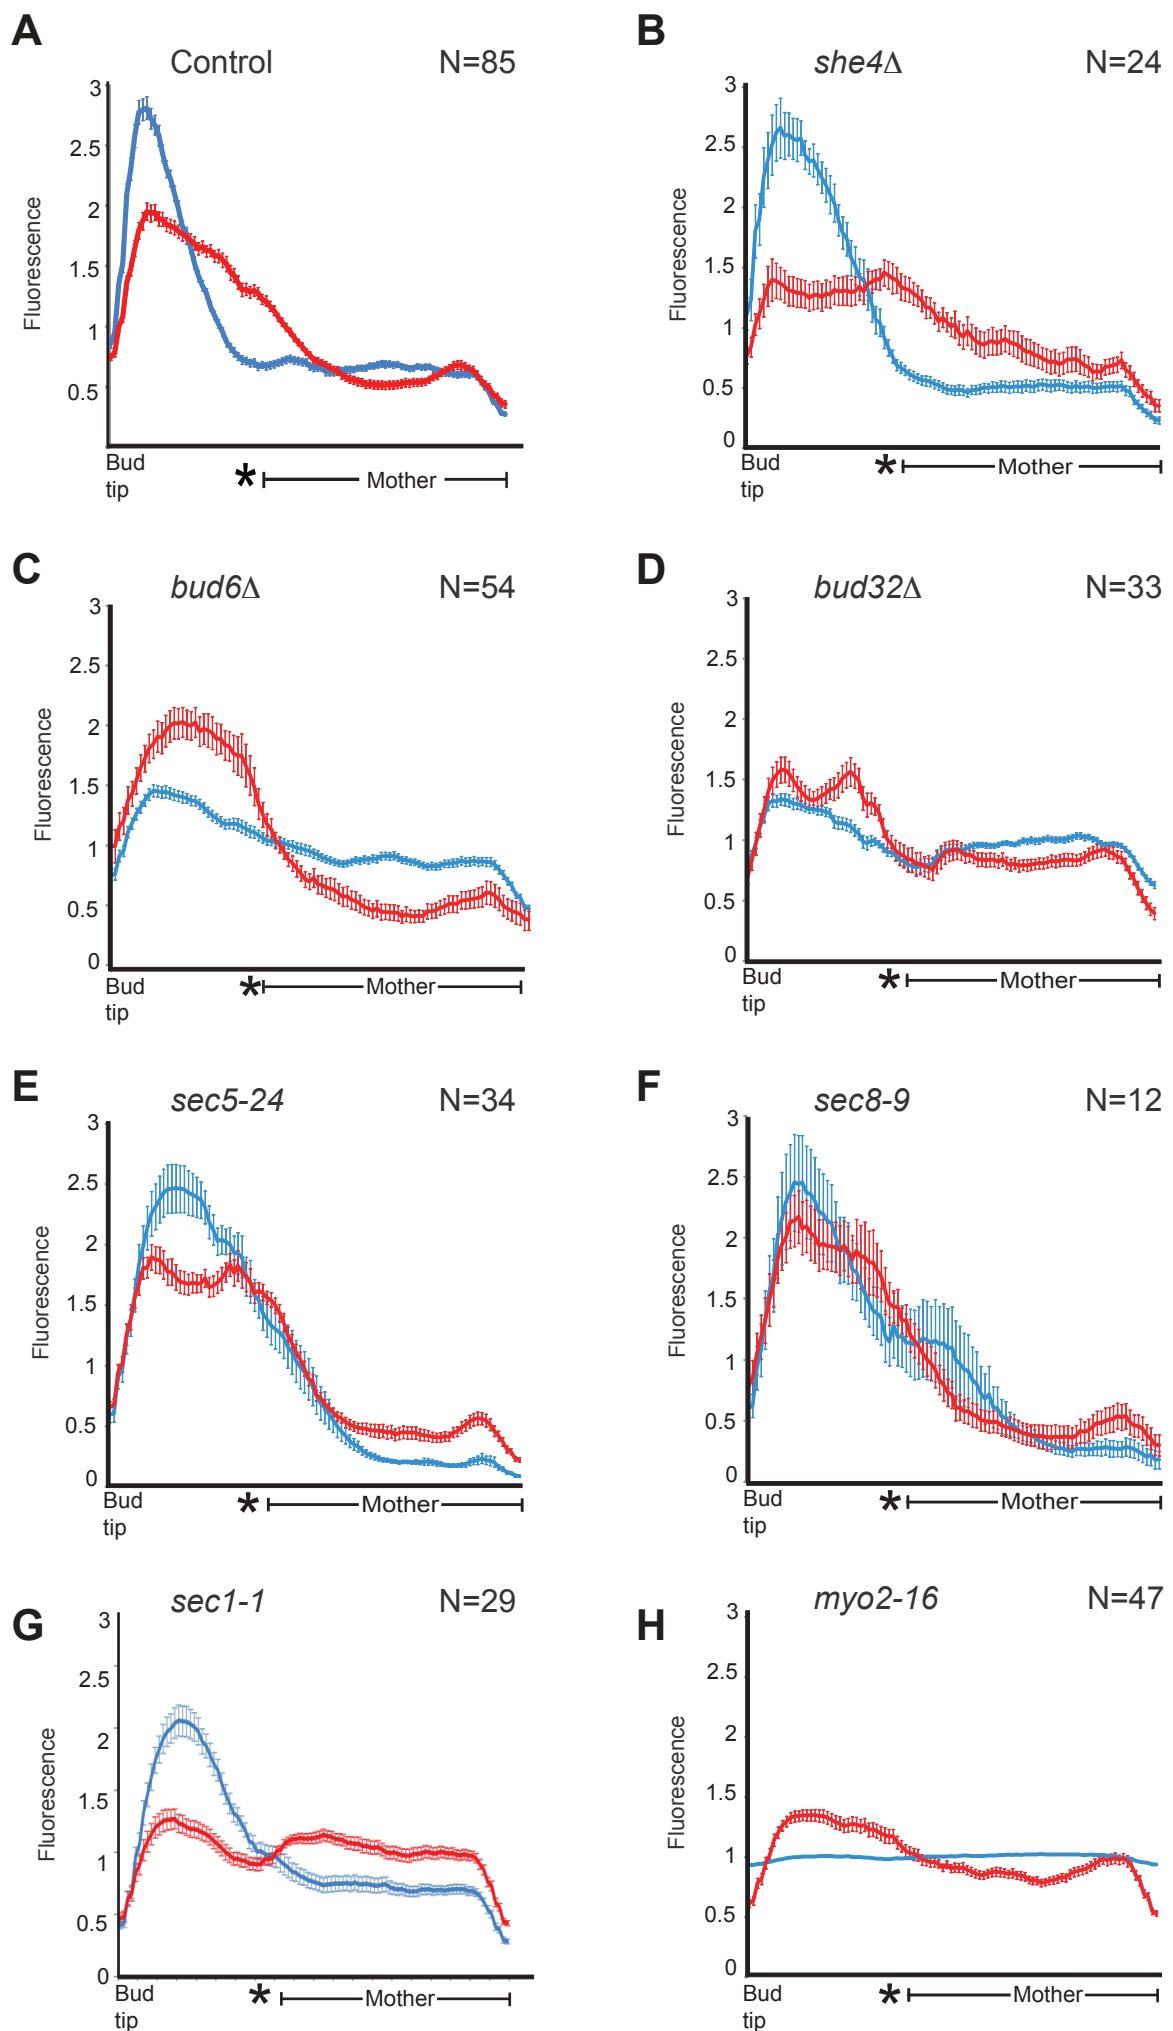 A
Control N=85
3
2.5
2
1.5
1
0.5
Fluorescence
Bud
tip
*
Mother
B
she4Δ N=24
3
2.5
2
1.5
1
0.5
0
Fluorescence
Bud
tip
*
Mother
C
bud6Δ N=54
3
2.5
2
1.5
1
0.5
0
Fluorescence
Bud
tip
*
Mother
D
bud32Δ N=33
3
2.5
2
1.5
1
0.5
0
Fluorescence
Bud
tip
*
Mother
E
sec5-24 N=34
3
2.5
2
1.5
1
0.5
0
Fluorescence
Bud
tip
*
Mother
F
sec8-9 N=12
3
2.5
2
1.5
1
0.5
0
Fluorescence
Bud
tip
*
Mother
G
sec1-1 N=29
3
2.5
2
1.5
1
0.5
0
Fluorescence
Bud
tip
*
Mother
H
myo2-16 N=47
3
2.5
2
1.5
1
0.5
0
Fluorescence
Bud
tip
*
Mother